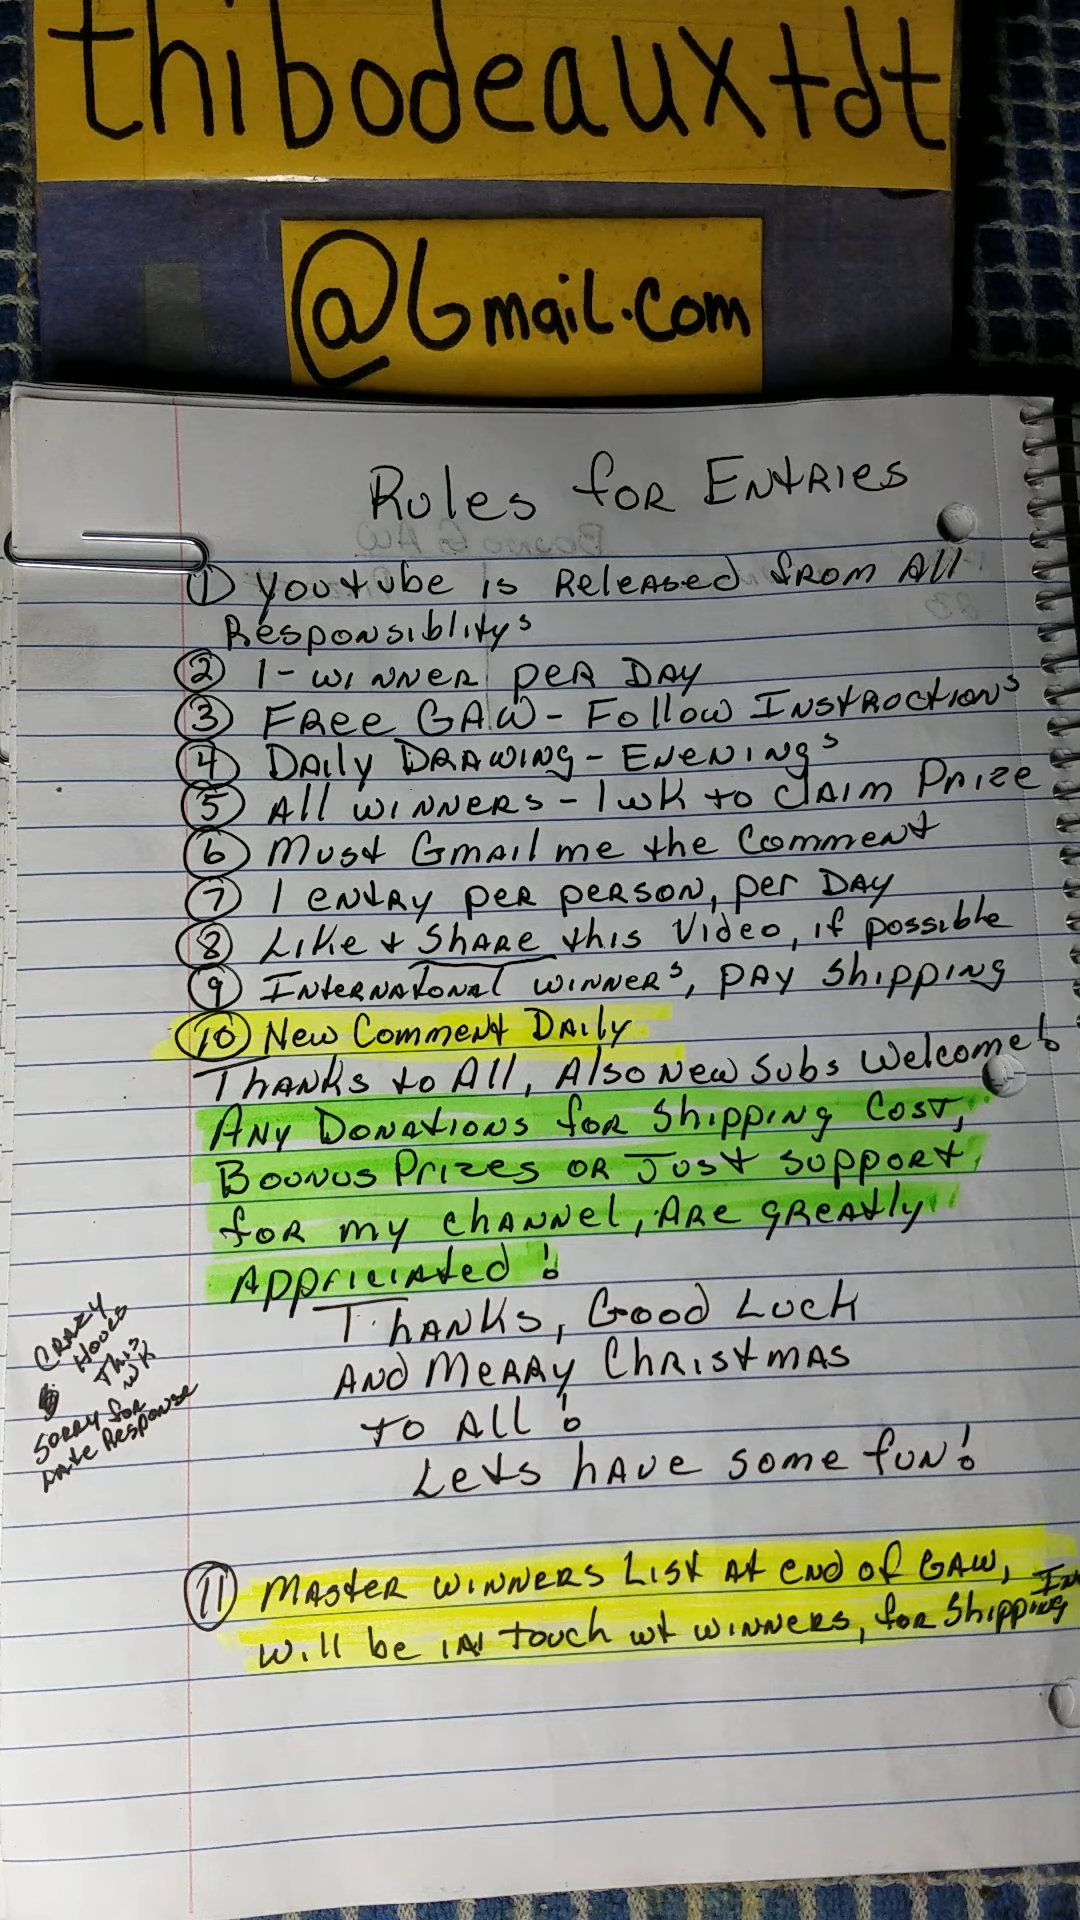 thibodeaux+dt
@Gmail.com
Rules for Entries
① Youtube is Released from All
Responsiblitys
② 1-winner per Day
③ Free GAW - Follow Instructions
④ Daily Drawing - Evenings
⑤ All winners - 1 wk to claim Prize
⑥ Must Gmail me the Comment
⑦ 1 entry per person, per Day
⑧ Like + Share this Video, if possible
⑨ Internatonal winners, pay shipping
⑩ New Comment Daily
Thanks to All, Also New Subs Welcome!
Any Donations for Shipping Cost,
Boonus Prizes or Just support
for my channel, Are greatly
Appriciated!
Thanks, Good Luck
And Merry Christmas
To All!
Lets have some fun!
Crazy
Hours
This
wk
Sorry for
Late Response
⑪ Master winners List at end of GAW,
will be in touch wt winners, for Shipping